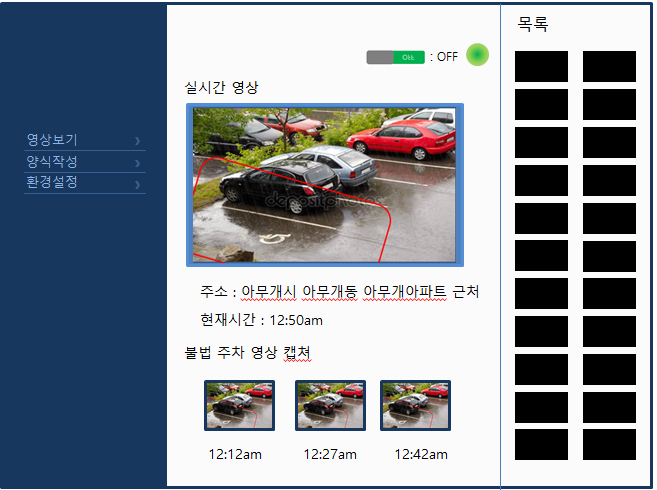 목록
Off
: OFF
실시간 영상
영상보기
양식작성
환경설정
depositphotos
주소 : 아무개시 아무개동 아무개아파트 근처
현재시간 : 12:50am
불법 주차 영상 캡쳐
12:12am
12:27am
12:42am